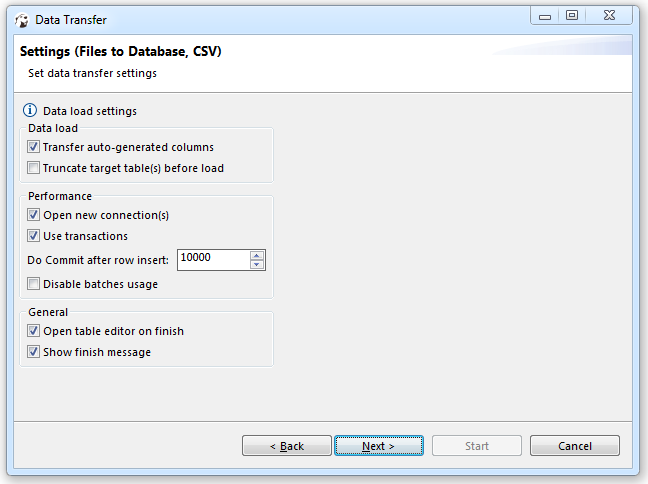 Data Transfer
Settings (Files to Database, CSV)
Set data transfer settings
Data load settings
Data load
Transfer auto-generated columns
Truncate target table(s) before load
Performance
Open new connection(s)
Use transactions
Do Commit after row insert: 10000
Disable batches usage
General
Open table editor on finish
Show finish message
< Back Next > Start Cancel